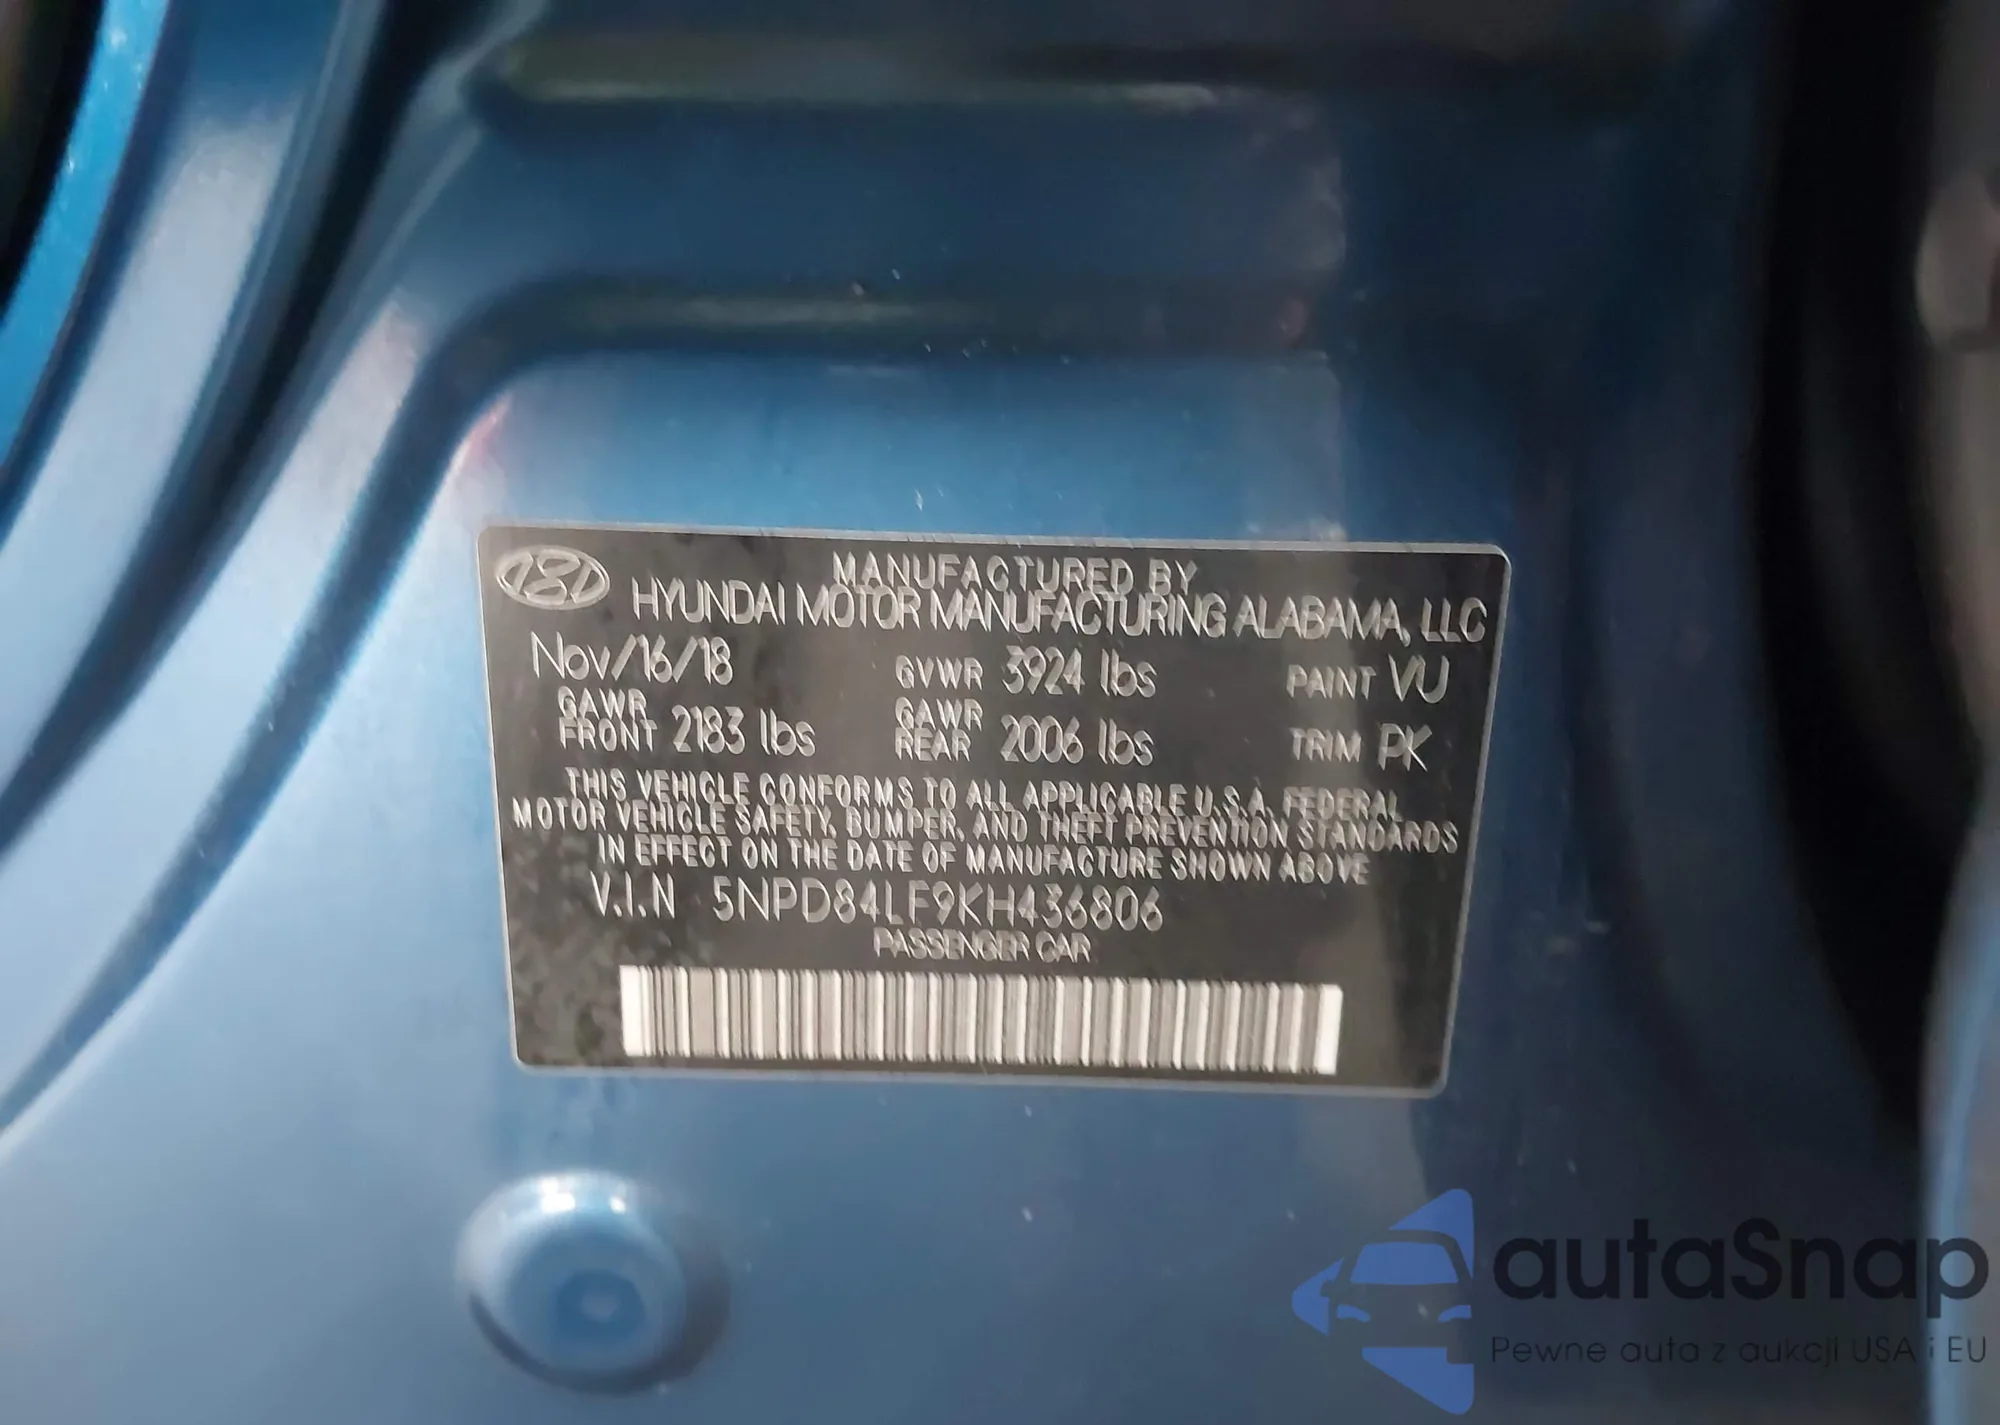 MANUFACTURED BY
HYUNDAI MOTOR MANUFACTURING ALABAMA, LLC
Nov/16/18 GVWR 3924 lbs PAINT VU
GAWR FRONT 2183 lbs GAWR REAR 2006 lbs TRIM PK
THIS VEHICLE CONFORMS TO ALL APPLICABLE U.S.A. FEDERAL
MOTOR VEHICLE SAFETY, BUMPER, AND THEFT PREVENTION STANDARDS
IN EFFECT ON THE DATE OF MANUFACTURE SHOWN ABOVE
V.I.N 5NPD84LF9KH436806
PASSENGER CAR
autaSnap
Pewne auta z aukcji USA i EU